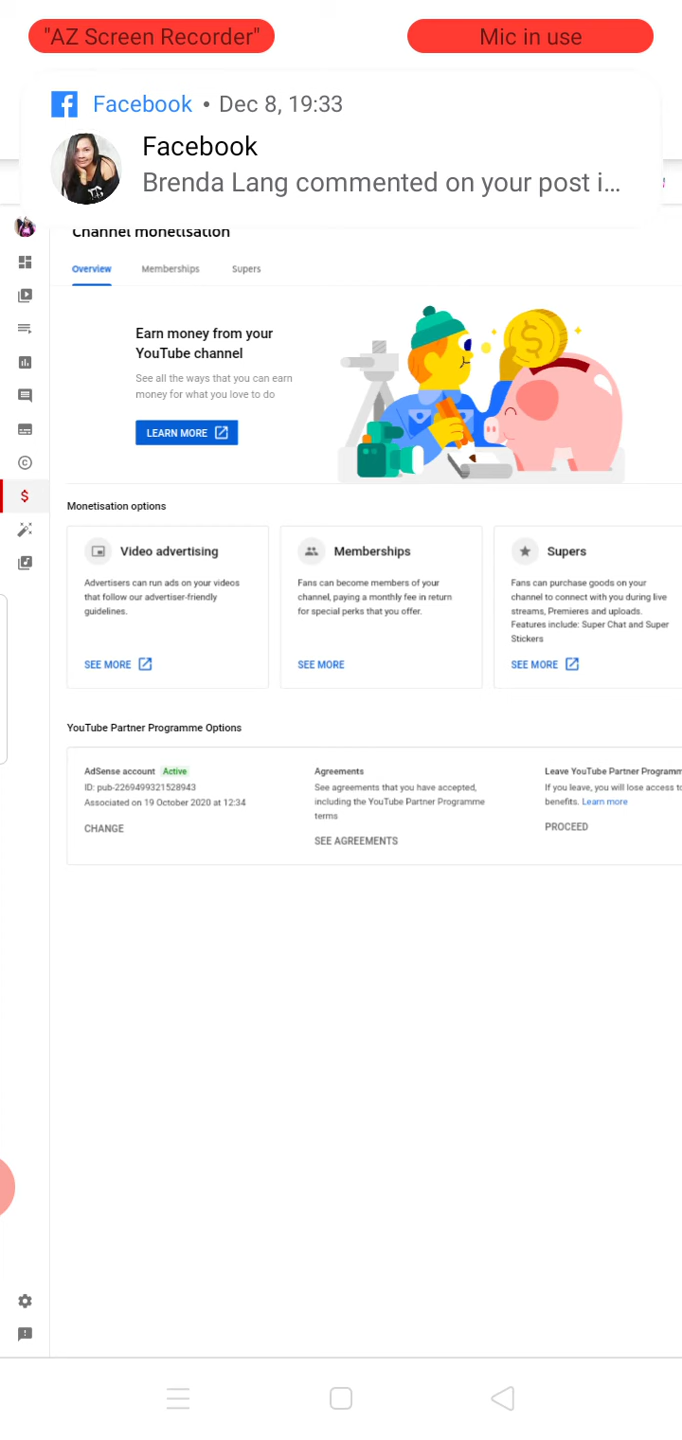 "AZ Screen Recorder"
Mic in use
Facebook • Dec 8, 19:33
Facebook
Brenda Lang commented on your post i...
Channel monetisation
Overview
Memberships
Supers
Earn money from your
YouTube channel
See all the ways that you can earn
money for what you love to do
LEARN MORE
Monetisation options
Video advertising
Advertisers can run ads on your videos
that follow our advertiser-friendly
guidelines.
SEE MORE
Memberships
Fans can become members of your
channel, paying a monthly fee in return
for special perks that you offer.
SEE MORE
Supers
Fans can purchase goods on your
channel to connect with you during live
streams, Premieres and uploads.
Features include: Super Chat and Super
Stickers
SEE MORE
YouTube Partner Programme Options
AdSense account Active
ID: pub-2269499321528943
Associated on 19 October 2020 at 12:34
CHANGE
Agreements
See agreements that you have accepted,
including the YouTube Partner Programme
terms
SEE AGREEMENTS
Leave YouTube Partner Programm
If you leave, you will lose access to
benefits. Learn more
PROCEED